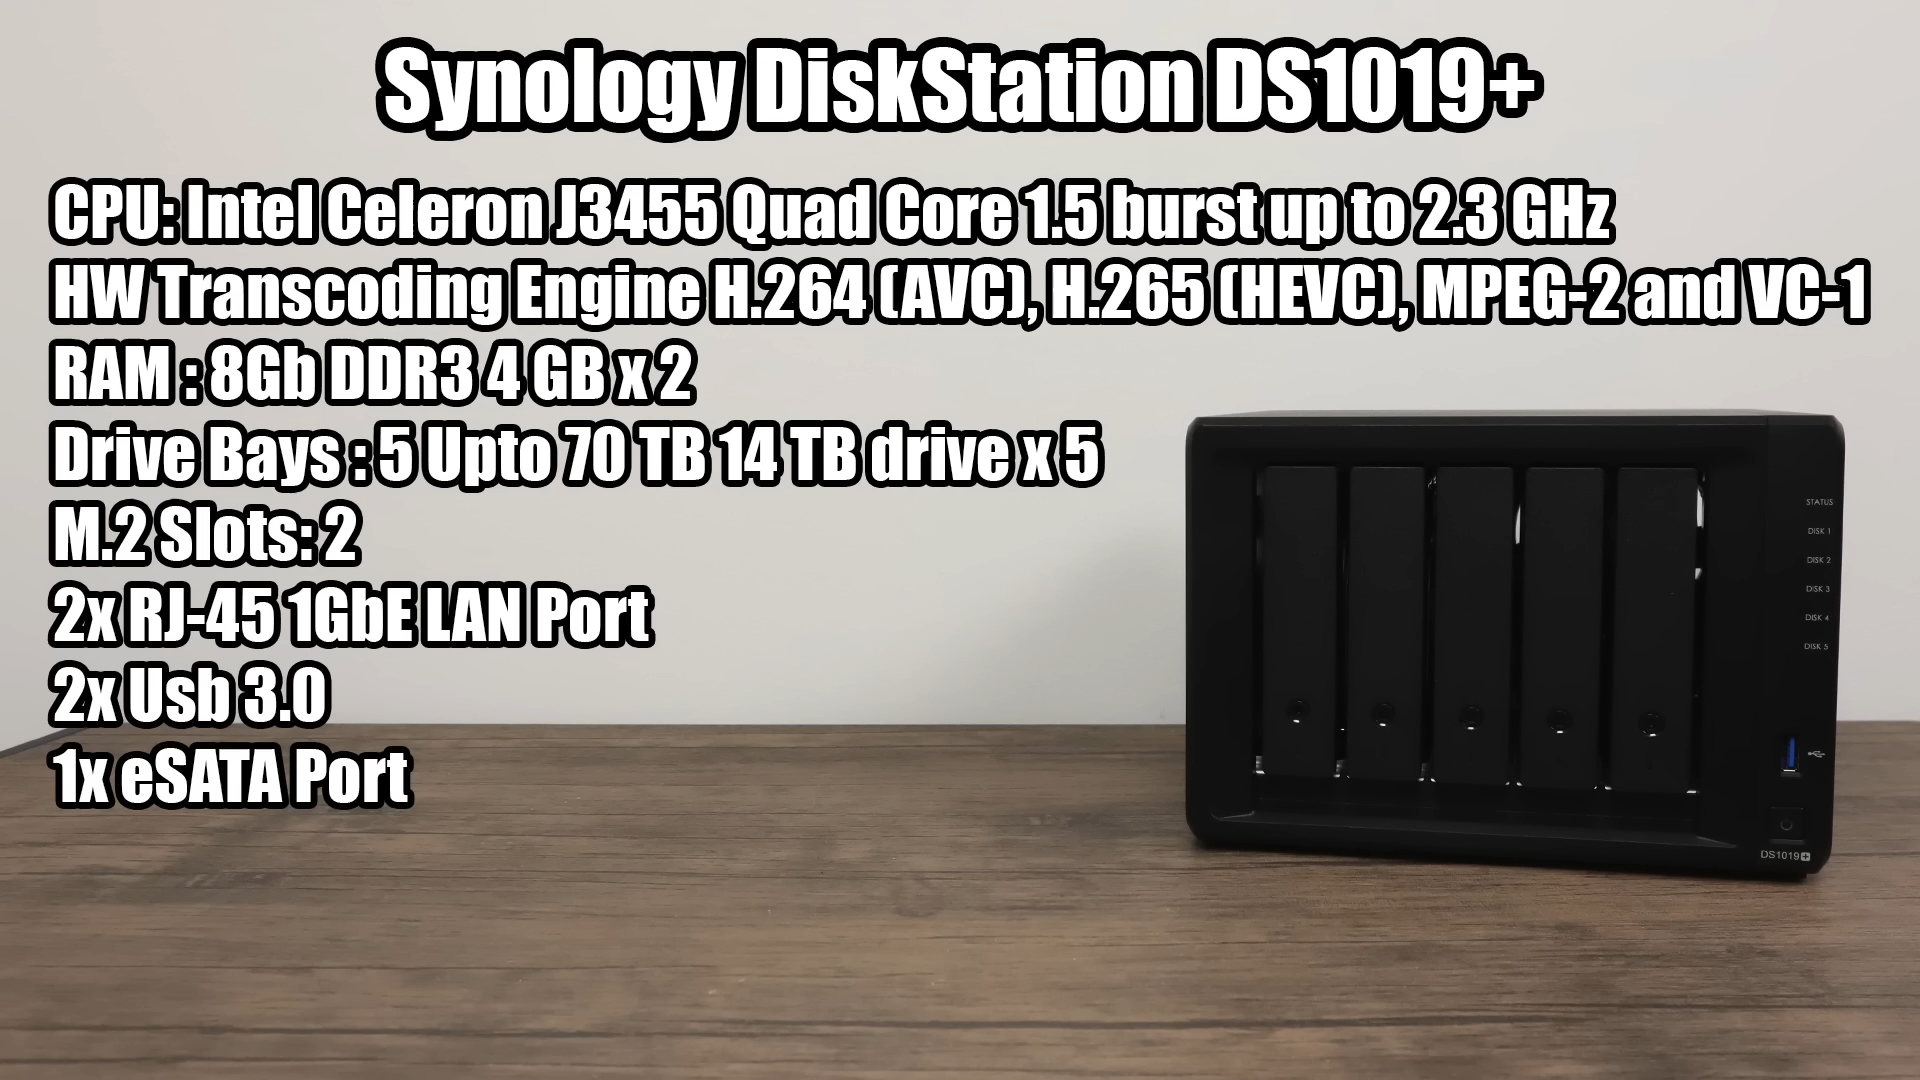 Synology DiskStation DS1019+
CPU: Intel Celeron J3455 Quad Core 1.5 burst up to 2.3 GHz
HW Transcoding Engine H.264 (AVC), H.265 (HEVC), MPEG-2 and VC-1
RAM : 8Gb DDR3 4 GB x 2
Drive Bays : 5 Upto 70 TB 14 TB drive x 5
M.2 Slots: 2
2x RJ-45 1GbE LAN Port
2x Usb 3.0
1x eSATA Port
STATUS
DISK 1
DISK 2
DISK 3
DISK 4
DISK 5
DS1019+